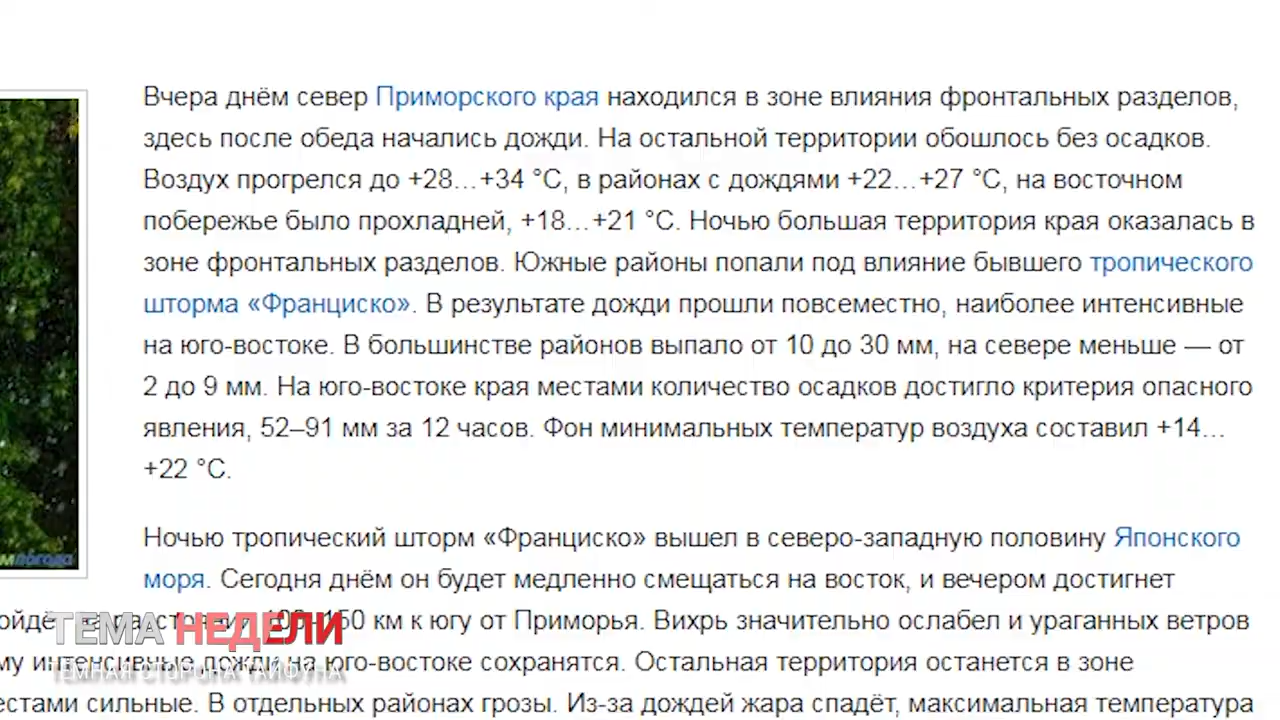 Вчера днём север Приморского края находился в зоне влияния фронтальных разделов,
здесь после обеда начались дожди. На остальной территории обошлось без осадков.
Воздух прогрелся до +28…+34 °C, в районах с дождями +22…+27 °C, на восточном
побережье было прохладней, +18…+21 °C. Ночью большая территория края оказалась в
зоне фронтальных разделов. Южные районы попали под влияние бывшего тропического
шторма «Франциско». В результате дожди прошли повсеместно, наиболее интенсивные
на юго-востоке. В большинстве районов выпало от 10 до 30 мм, на севере меньше — от
2 до 9 мм. На юго-востоке края местами количество осадков достигло критерия опасного
явления, 52–91 мм за 12 часов. Фон минимальных температур воздуха составил +14…
+22 °C.
Ночью тропический шторм «Франциско» вышел в северо-западную половину Японского
моря. Сегодня днём он будет медленно смещаться на восток, и вечером достигнет
км к югу от Приморья. Вихрь значительно ослабел и ураганных ветров
интенсивные дожди на юго-востоке сохранятся. Остальная территория останется в зоне
естами сильные. В отдельных районах грозы. Из-за дождей жара спадёт, максимальная температура
ТЕМА НЕДЕЛИ
ТЕМНАЯ СТОРОНА ТАЙФУНА